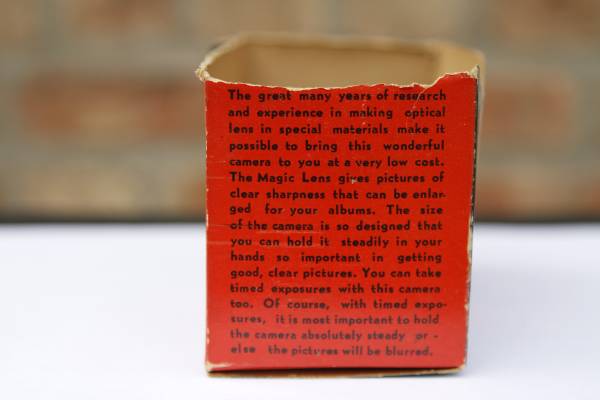 The great many years of research
and experience in making optical
lens in special materials make it
possible to bring this wonderful
camera to you at a very low cost.
The Magic Lens gives pictures of
clear sharpness that can be enlar-
ged for your albums. The size
of the camera is so designed that
you can hold it steadily in your
hands so important in getting
good, clear pictures. You can take
timed exposures with this camera
too. Of course, with timed expo-
sures, it is most important to hold
the camera absolutely steady or -
else the pictures will be blurred.